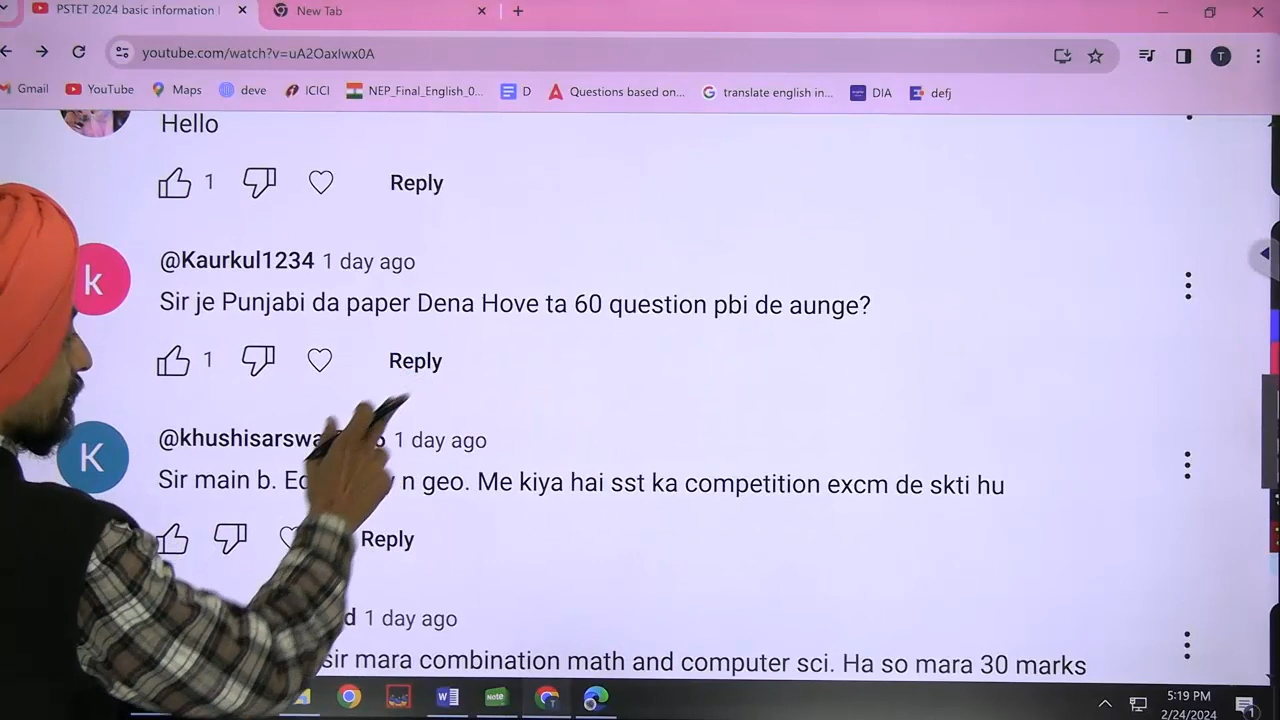 PSTET 2024 basic information
New Tab
youtube.com/watch?v=uA2OaxIwx0A
T
Gmail
YouTube
Maps
deve
ICICI
NEP_Final_English_0...
D
Questions based on...
translate english in...
DIA
defj
Hello
1
Reply
k
@Kaurkul1234 1 day ago
Sir je Punjabi da paper Dena Hove ta 60 question pbi de aunge?
1
Reply
K
1 day ago
Sir main b. n geo. Me kiya hai sst ka competition excm de skti hu
Reply
1 day ago
sir mara combination math and computer sci. Ha so mara 30 marks
Note
T
5:19 PM
2/24/2024
1